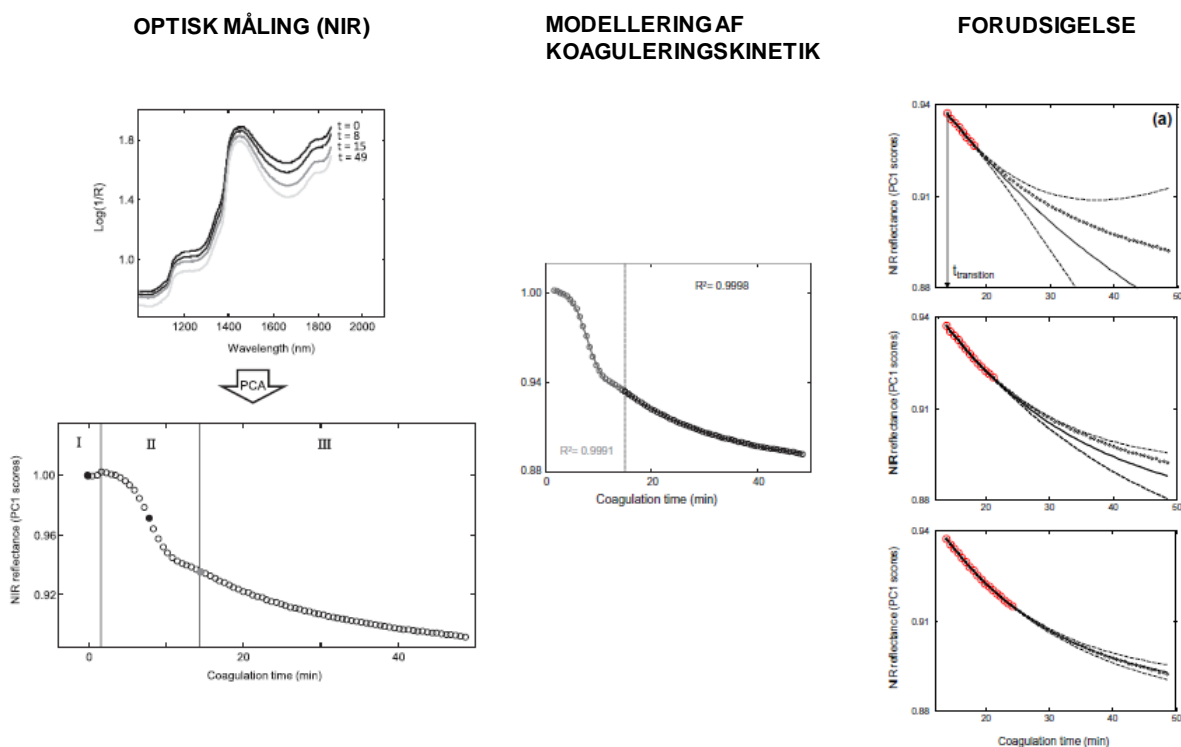 OPTISK MÅLING (NIR)
MODELLERING AF
KOAGULERINGSKINETIK
FORUDSIGELSE
Log(1/R)
1.8
1.4
1.0
t = 0
t = 8
t = 15
t = 49
1200 1400 1600 1800 2000
Wavelength (nm)
PCA
NIR reflectance (PC1 scores)
I II III
1.00
0.96
0.92
0 20 40
Coagulation time (min)
R²= 0.9998
1.00
0.94
0.88
R²= 0.9991
0 20 40
Coagulation time (min)
NIR reflectance (PC1 scores)
(a)
0.94
0.91
0.88
t transition
20 30 40 50
NIR reflectance (PC1 scores)
0.94
0.91
0.88
20 30 40 50
NIR reflectance (PC1 scores)
0.94
0.91
0.88
20 30 40 50
Coagulation time (min)